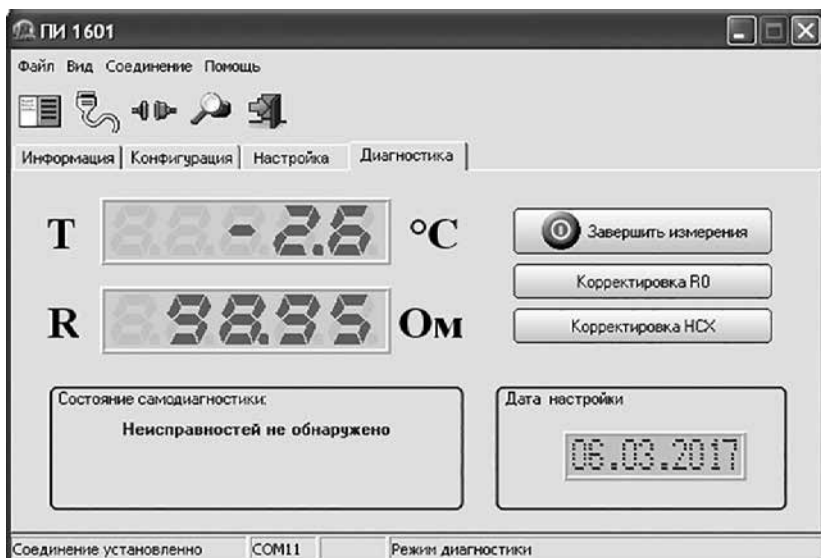 ПИ 1601
Файл Вид Соединение Помощь
Информация Конфигурация Настройка Диагностика
T -2.6 °C
Завершить измерения
Корректировка R0
R 98.95 Ом
Корректировка НСХ
Состояние самодиагностики:
Неисправностей не обнаружено
Дата настройки
06.03.2017
Соединение установленно COM11 Режим диагностики